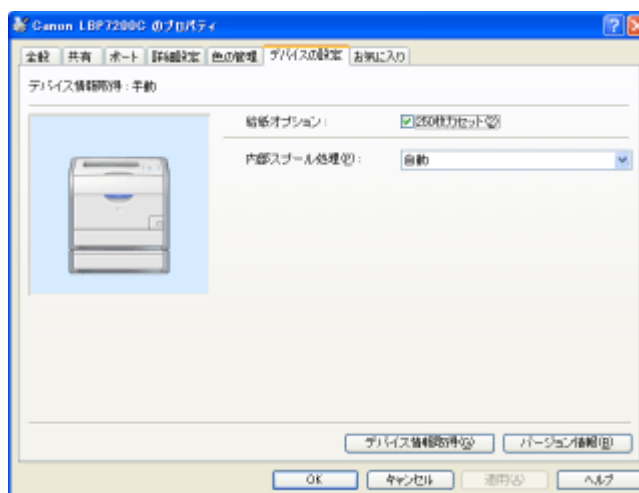 Canon LBP7200C のプロパティ
全般 共有 ポート 詳細設定 色の管理 デバイスの設定 お気に入り
デバイス情報取得：手動
給紙オプション： 250枚カセット(2)
内部スプール処理(P)： 自動
デバイス情報取得(G) バージョン情報(B)
OK キャンセル 適用(A) ヘルプ